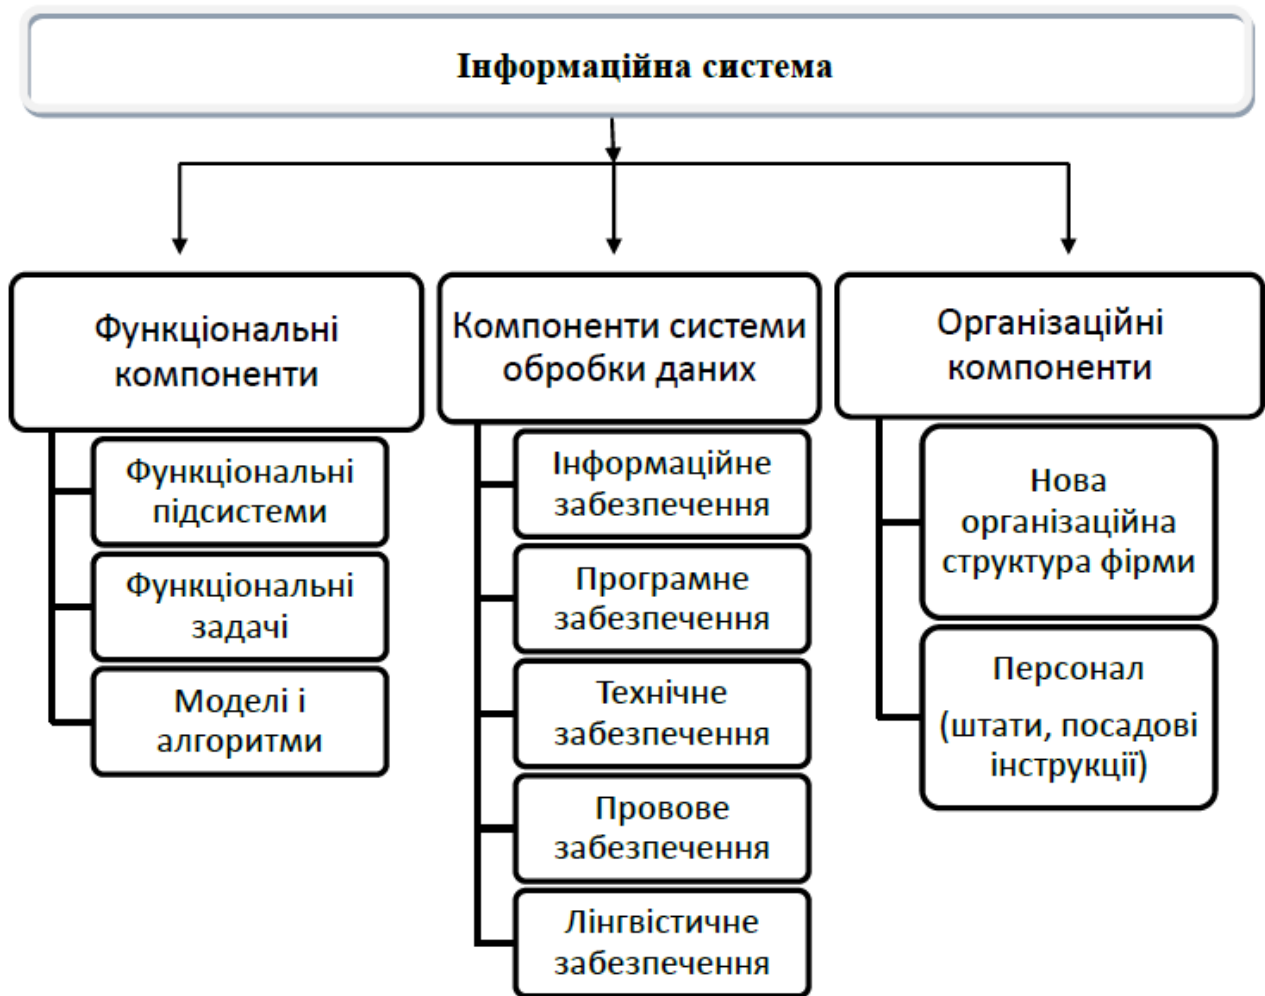 Інформаційна система
Функціональні
компоненти
Функціональні
підсистеми
Функціональні
задачі
Моделі і
алгоритми
Компоненти системи
обробки даних
Інформаційне
забезпечення
Програмне
забезпечення
Технічне
забезпечення
Провове
забезпечення
Лінгвістичне
забезпечення
Організаційні
компоненти
Нова
організаційна
структура фірми
Персонал
(штати, посадові
інструкції)